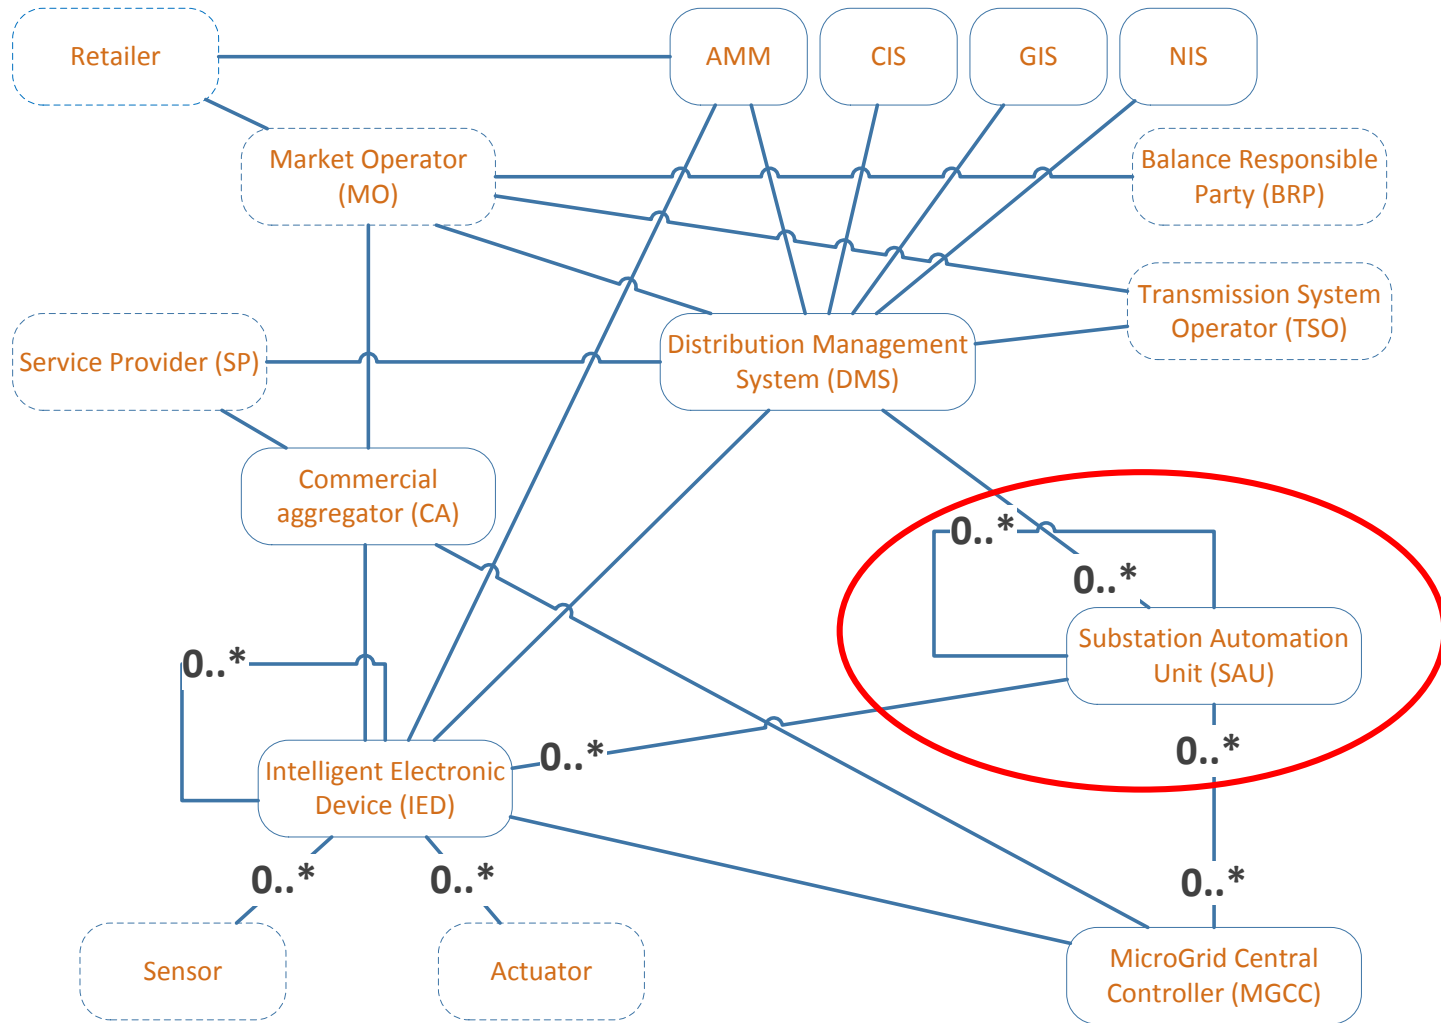 Retailer
AMM
CIS
GIS
NIS
Market Operator
(MO)
Balance Responsible
Party (BRP)
Transmission System
Operator (TSO)
Service Provider (SP)
Distribution Management
System (DMS)
Commercial
aggregator (CA)
0..*
0..*
Substation Automation
Unit (SAU)
0..*
0..*
0..*
Intelligent Electronic
Device (IED)
0..*
0..*
0..*
Sensor
Actuator
MicroGrid Central
Controller (MGCC)